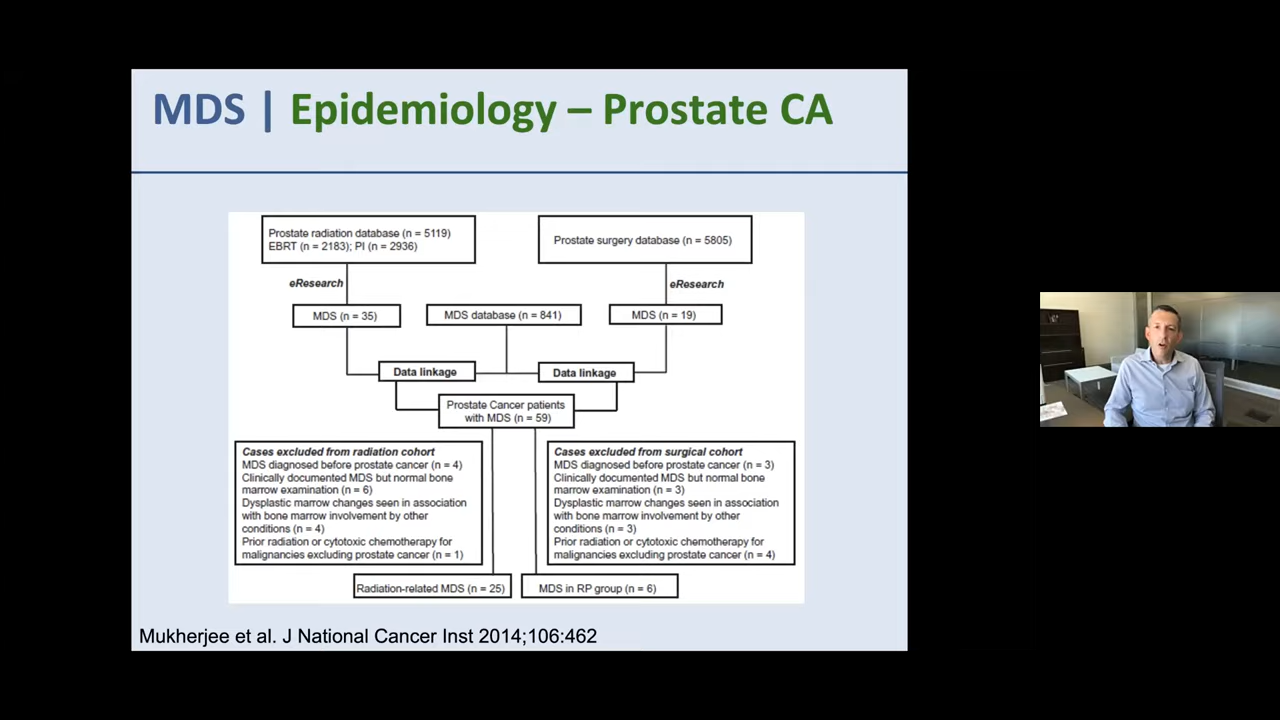 MDS | Epidemiology – Prostate CA
Prostate radiation database (n = 5119)
EBRT (n = 2183); PI (n = 2936)
Prostate surgery database (n = 5805)
eResearch
eResearch
MDS (n = 35)
MDS database (n = 841)
MDS (n = 19)
Data linkage
Data linkage
Prostate Cancer patients
with MDS (n = 59)
Cases excluded from radiation cohort
MDS diagnosed before prostate cancer (n = 4)
Clinically documented MDS but normal bone
marrow examination (n = 6)
Dysplastic marrow changes seen in association
with bone marrow involvement by other
conditions (n = 4)
Prior radiation or cytotoxic chemotherapy for
malignancies excluding prostate cancer (n = 1)
Cases excluded from surgical cohort
MDS diagnosed before prostate cancer (n = 3)
Clinically documented MDS but normal bone
marrow examination (n = 3)
Dysplastic marrow changes seen in association
with bone marrow involvement by other
conditions (n = 3)
Prior radiation or cytotoxic chemotherapy for
malignancies excluding prostate cancer (n = 4)
Radiation-related MDS (n = 25)
MDS in RP group (n = 6)
Mukherjee et al. J National Cancer Inst 2014;106:462